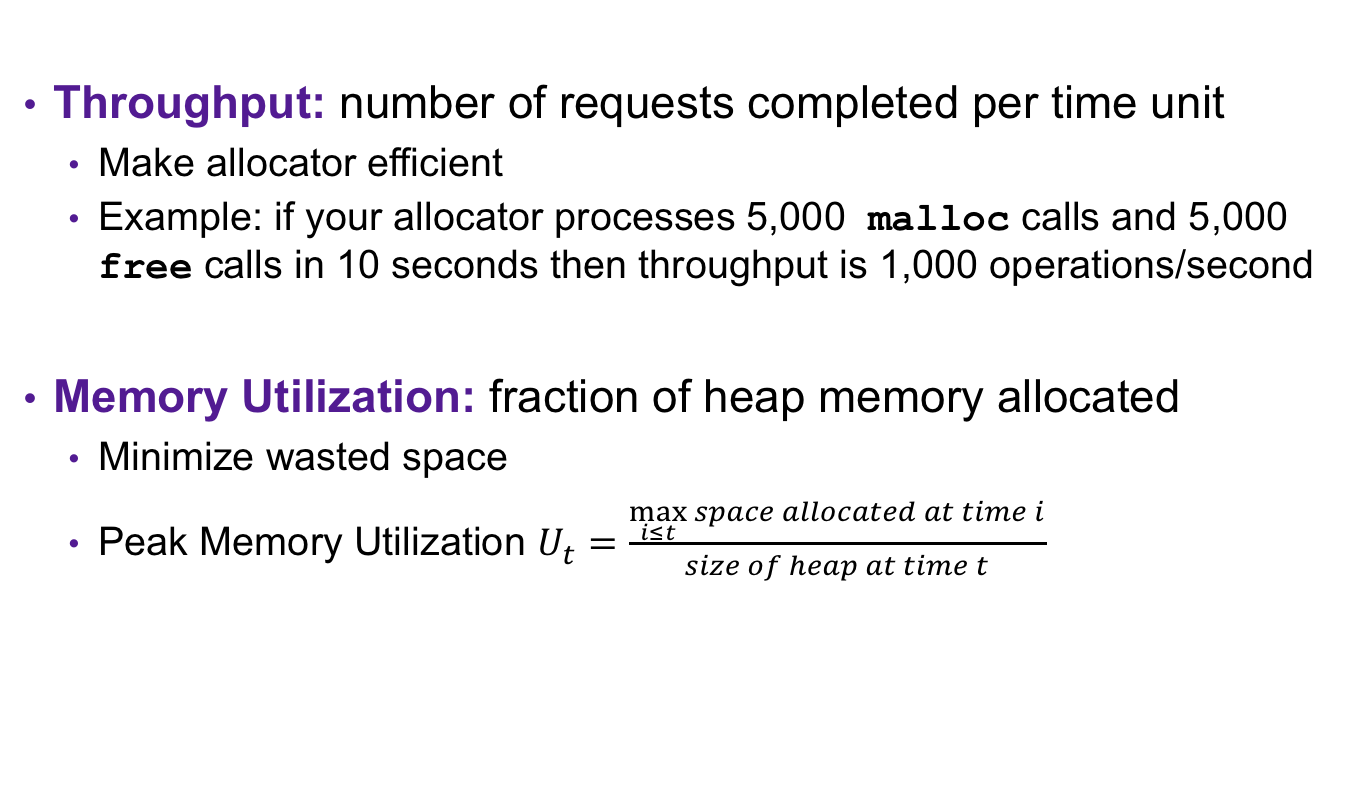 • Throughput: number of requests completed per time unit
• Make allocator efficient
• Example: if your allocator processes 5,000 malloc calls and 5,000
free calls in 10 seconds then throughput is 1,000 operations/second
• Memory Utilization: fraction of heap memory allocated
• Minimize wasted space
• Peak Memory Utilization U_t = \frac{\max_{i≤t} space allocated at time i}{size of heap at time t}